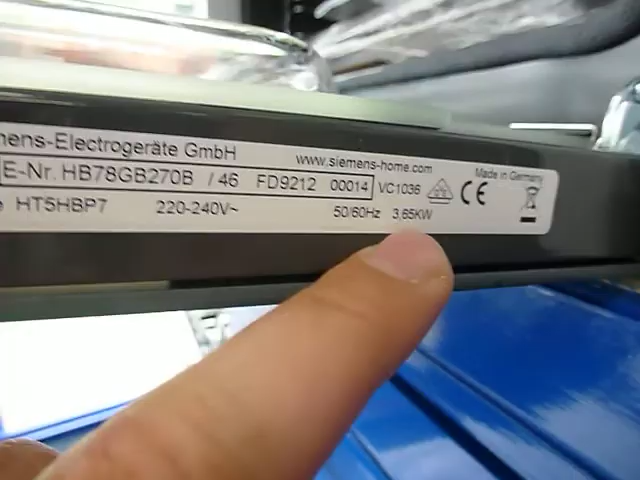 mens-Electrogeräte GmbH www.siemens-home.com Made in Germany
E-Nr. HB78GB270B / 46 FD9212 00014 VC1036 CE
HT5HBP7 220-240V~ 50/60Hz 3,65KW